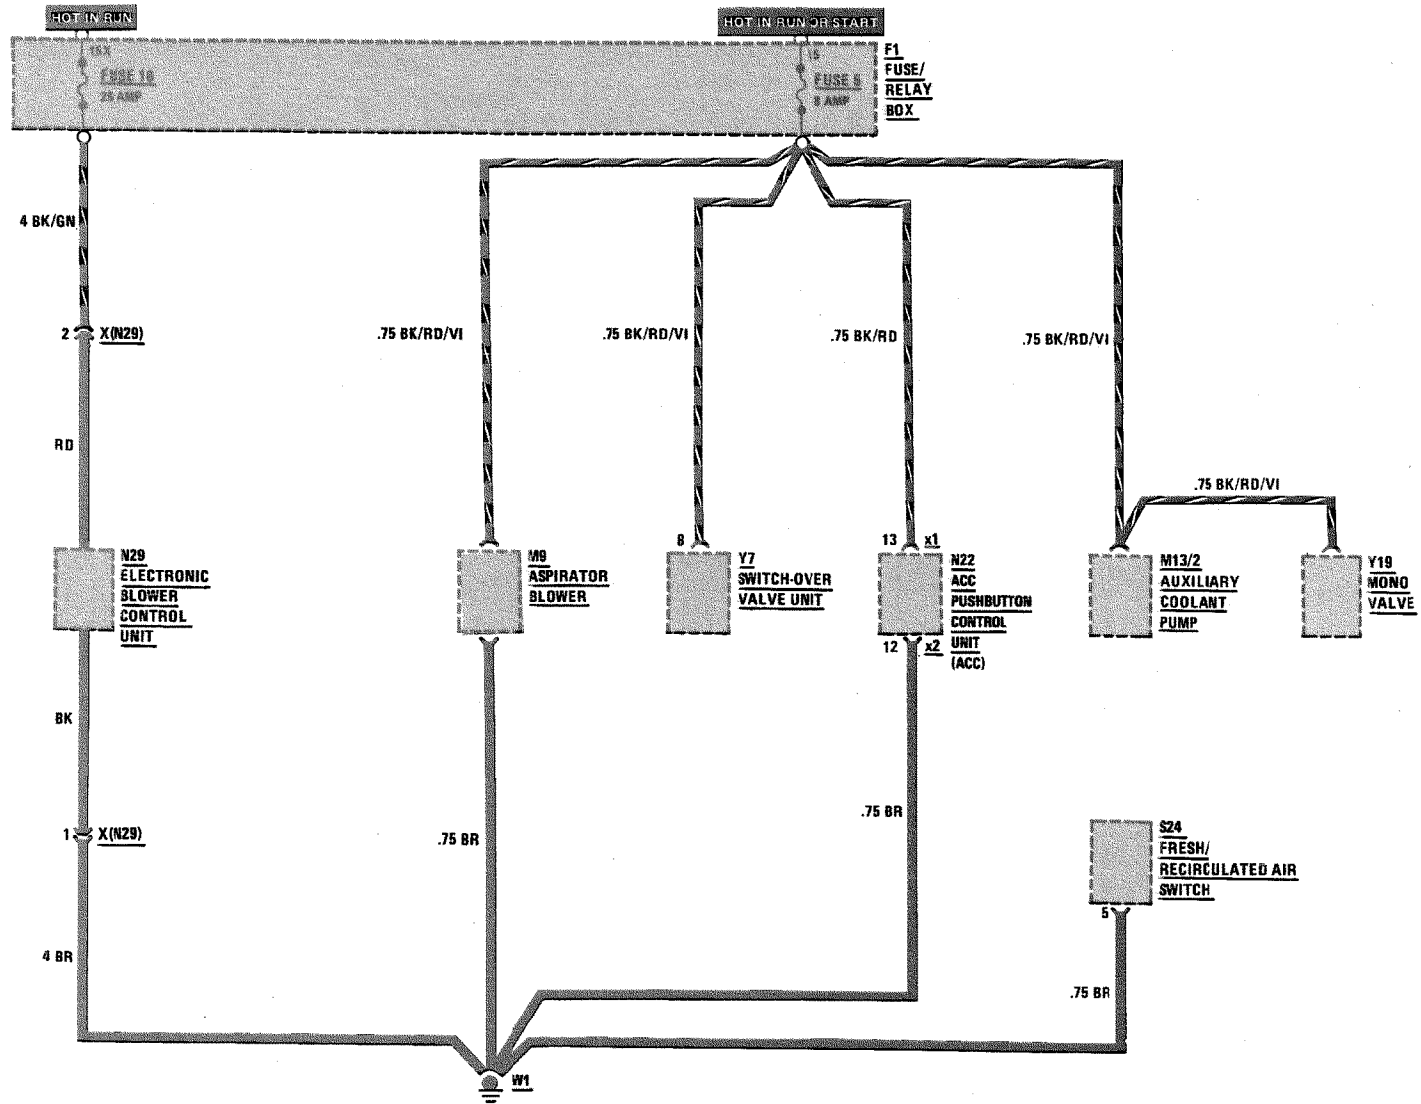 HOT IN RUN
HOT IN RUN OR START
15X
FUSE 10
25 AMP
15
FUSE 5
8 AMP
F1
FUSE/
RELAY
BOX
4 BK/GN
2 X(N29)
.75 BK/RD/VI
.75 BK/RD/VI
.75 BK/RD
.75 BK/RD/VI
RD
.75 BK/RD/VI
8
13 x1
N29
ELECTRONIC
BLOWER
CONTROL
UNIT
M9
ASPIRATOR
BLOWER
Y7
SWITCH-OVER
VALVE UNIT
N22
ACC
PUSHBUTTON
CONTROL
UNIT
(ACC)
M13/2
AUXILIARY
COOLANT
PUMP
Y19
MONO
VALVE
12 x2
BK
1 X(N29)
.75 BR
.75 BR
S24
FRESH/
RECIRCULATED AIR
SWITCH
5
4 BR
.75 BR
W1